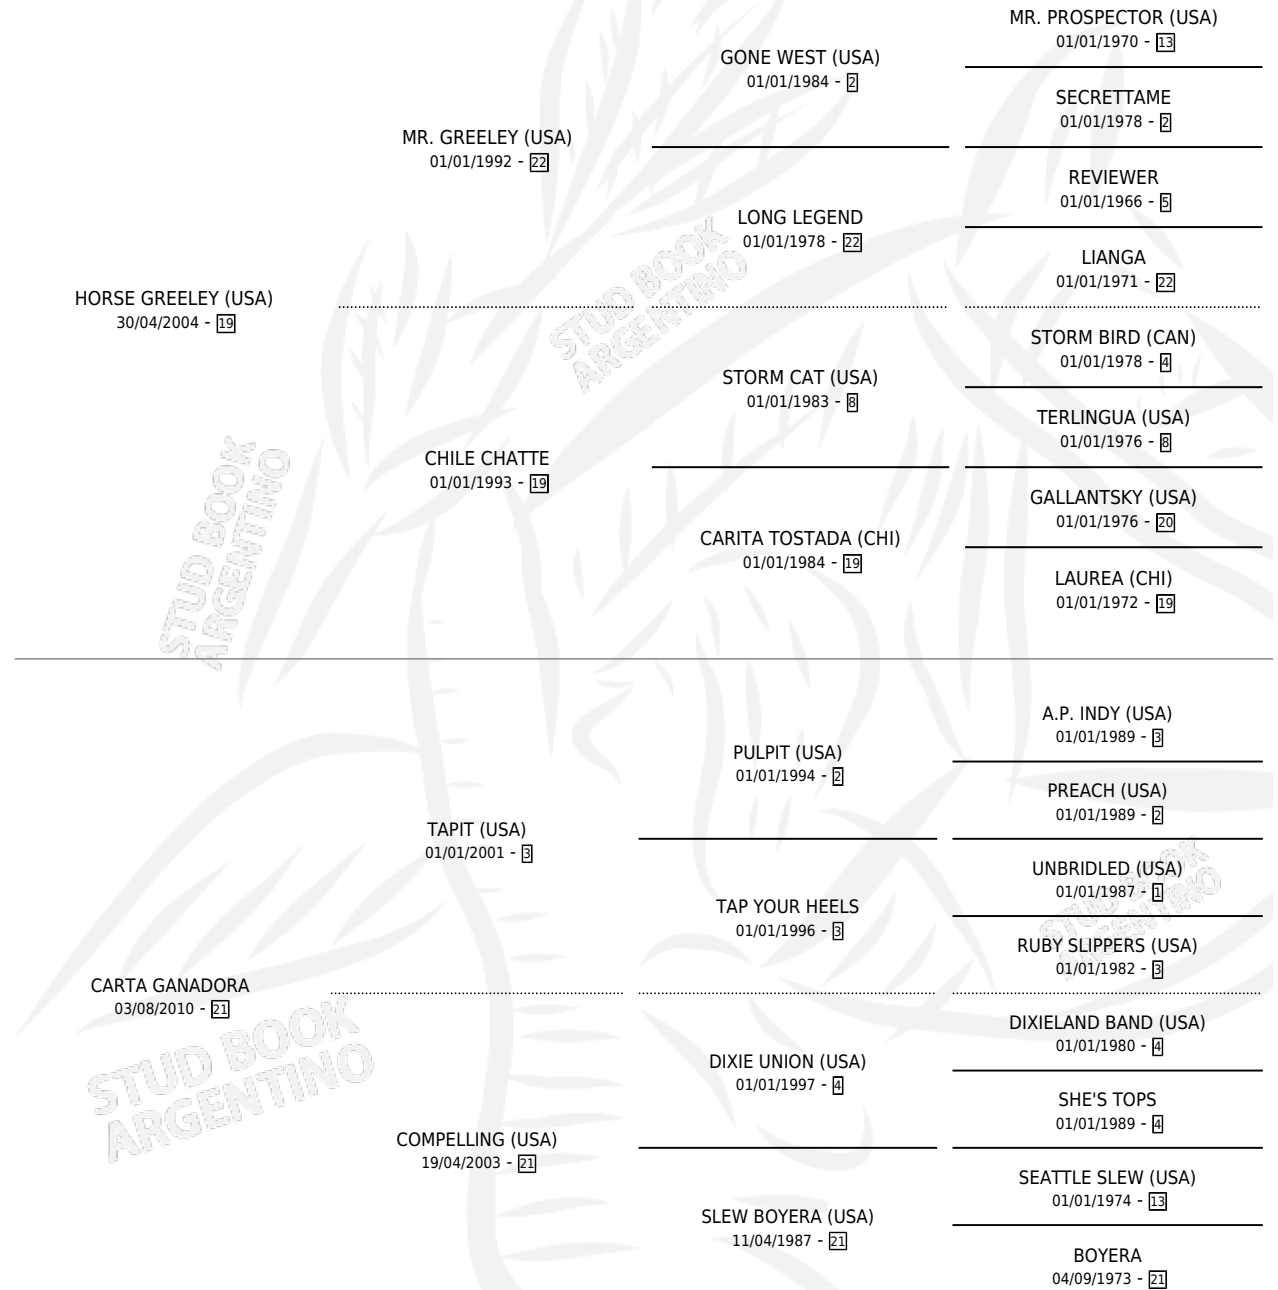 MR. PROSPECTOR (USA)
01/01/1970 - 13
GONE WEST (USA)
01/01/1984 - 2
SECRETTAME
01/01/1978 - 2
MR. GREELEY (USA)
01/01/1992 - 22
REVIEWER
01/01/1966 - 5
LONG LEGEND
01/01/1978 - 22
LIANGA
01/01/1971 - 22
HORSE GREELEY (USA)
30/04/2004 - 19
STORM BIRD (CAN)
01/01/1978 - 4
STORM CAT (USA)
01/01/1983 - 8
TERLINGUA (USA)
01/01/1976 - 8
CHILE CHATTE
01/01/1993 - 19
GALLANTSKY (USA)
01/01/1976 - 20
CARITA TOSTADA (CHI)
01/01/1984 - 19
LAUREA (CHI)
01/01/1972 - 19
A.P. INDY (USA)
01/01/1989 - 3
PULPIT (USA)
01/01/1994 - 2
PREACH (USA)
01/01/1989 - 2
TAPIT (USA)
01/01/2001 - 3
UNBRIDLED (USA)
01/01/1987 - 1
TAP YOUR HEELS
01/01/1996 - 3
RUBY SLIPPERS (USA)
01/01/1982 - 3
CARTA GANADORA
03/08/2010 - 21
DIXIELAND BAND (USA)
01/01/1980 - 4
DIXIE UNION (USA)
01/01/1997 - 4
SHE'S TOPS
01/01/1989 - 4
COMPELLING (USA)
19/04/2003 - 21
SEATTLE SLEW (USA)
01/01/1974 - 13
SLEW BOYERA (USA)
11/04/1987 - 21
BOYERA
04/09/1973 - 21
STUD BOOK
ARGENTINO
STUD BOOK
ARGENTINO
STUD BOOK
ARGENTINO
STUD BOOK
ARGENTINO